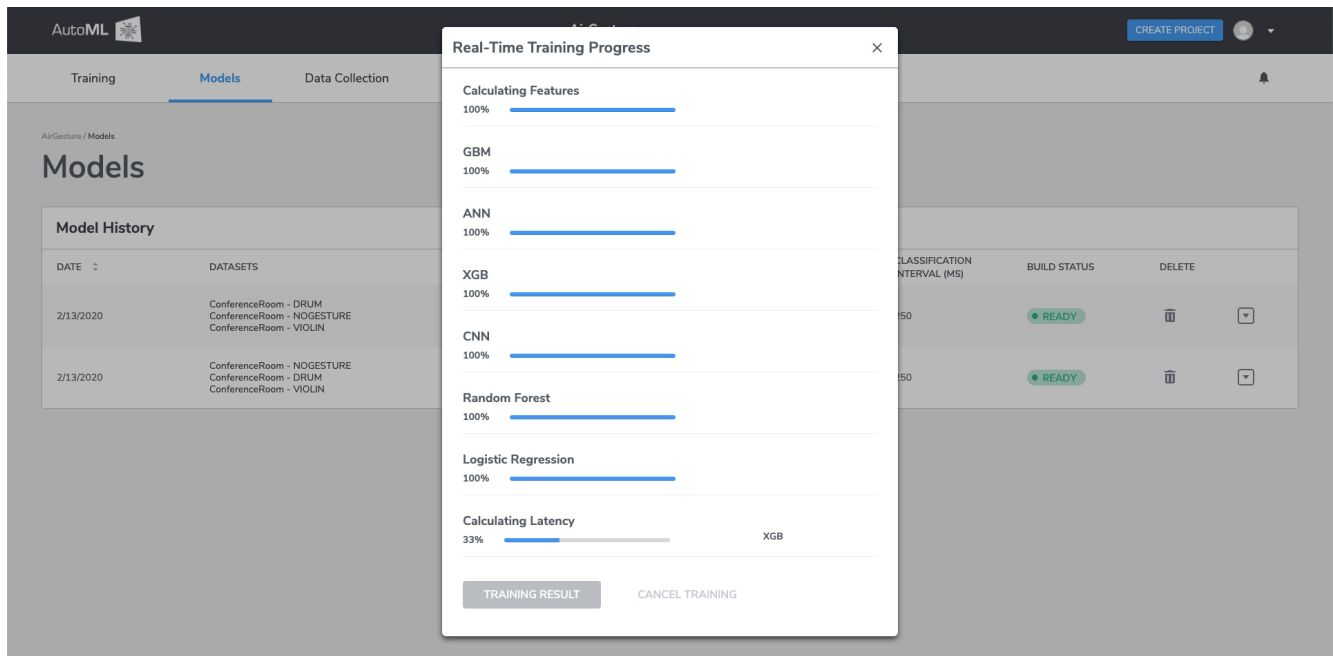 AutoML
CREATE PROJECT
Training
Models
Data Collection
AirGesture / Models
Models
Model History
DATE
DATASETS
CLASSIFICATION
INTERVAL (MS)
BUILD STATUS
DELETE
2/13/2020
ConferenceRoom - DRUM
ConferenceRoom - NOGESTURE
ConferenceRoom - VIOLIN
250
READY
2/13/2020
ConferenceRoom - NOGESTURE
ConferenceRoom - DRUM
ConferenceRoom - VIOLIN
250
READY
Real-Time Training Progress
Calculating Features
100%
GBM
100%
ANN
100%
XGB
100%
CNN
100%
Random Forest
100%
Logistic Regression
100%
Calculating Latency
33%
XGB
TRAINING RESULT
CANCEL TRAINING